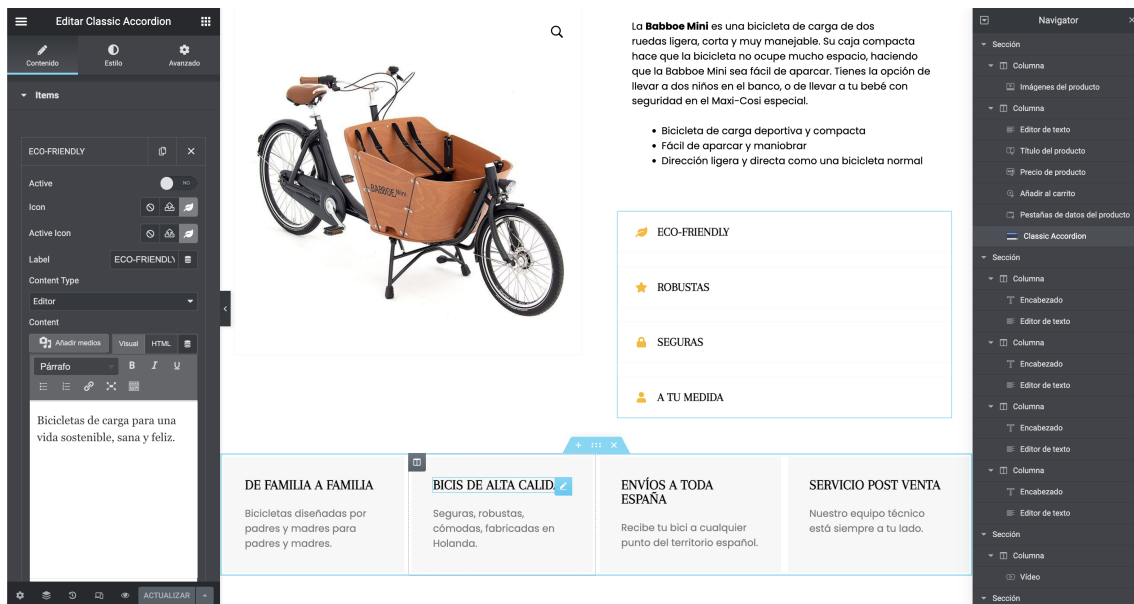 Editar Classic Accordion
Contenido
Estilo
Avanzado
Items
ECO-FRIENDLY
Active
NO
Icon
Active Icon
Label
ECO-FRIENDLY
Content Type
Editor
Content
Añadir medios
Visual
HTML
Párrafo
B I U
Bicicletas de carga para una
vida sostenible, sana y feliz.
ACTUALIZAR
BABBOE Mini
La Babboe Mini es una bicicleta de carga de dos
ruedas ligera, corta y muy manejable. Su caja compacta
hace que la bicicleta no ocupe mucho espacio, haciendo
que la Babboe Mini sea fácil de aparcar. Tienes la opción de
llevar a dos niños en el banco, o de llevar a tu bebé con
seguridad en el Maxi-Cosi especial.
• Bicicleta de carga deportiva y compacta
• Fácil de aparcar y maniobrar
• Dirección ligera y directa como una bicicleta normal
ECO-FRIENDLY
ROBUSTAS
SEGURAS
A TU MEDIDA
DE FAMILIA A FAMILIA
Bicicletas diseñadas por
padres y madres para
padres y madres.
BICIS DE ALTA CALID
Seguras, robustas,
cómodas, fabricadas en
Holanda.
ENVÍOS A TODA
ESPAÑA
Recibe tu bici a cualquier
punto del territorio español.
SERVICIO POST VENTA
Nuestro equipo técnico
está siempre a tu lado.
Navigator
Sección
Columna
Imágenes del producto
Columna
Editor de texto
Título del producto
Precio de producto
Añadir al carrito
Pestañas de datos del producto
Classic Accordion
Sección
Columna
Encabezado
Editor de texto
Columna
Encabezado
Editor de texto
Columna
Encabezado
Editor de texto
Columna
Encabezado
Editor de texto
Sección
Columna
Vídeo
Sección